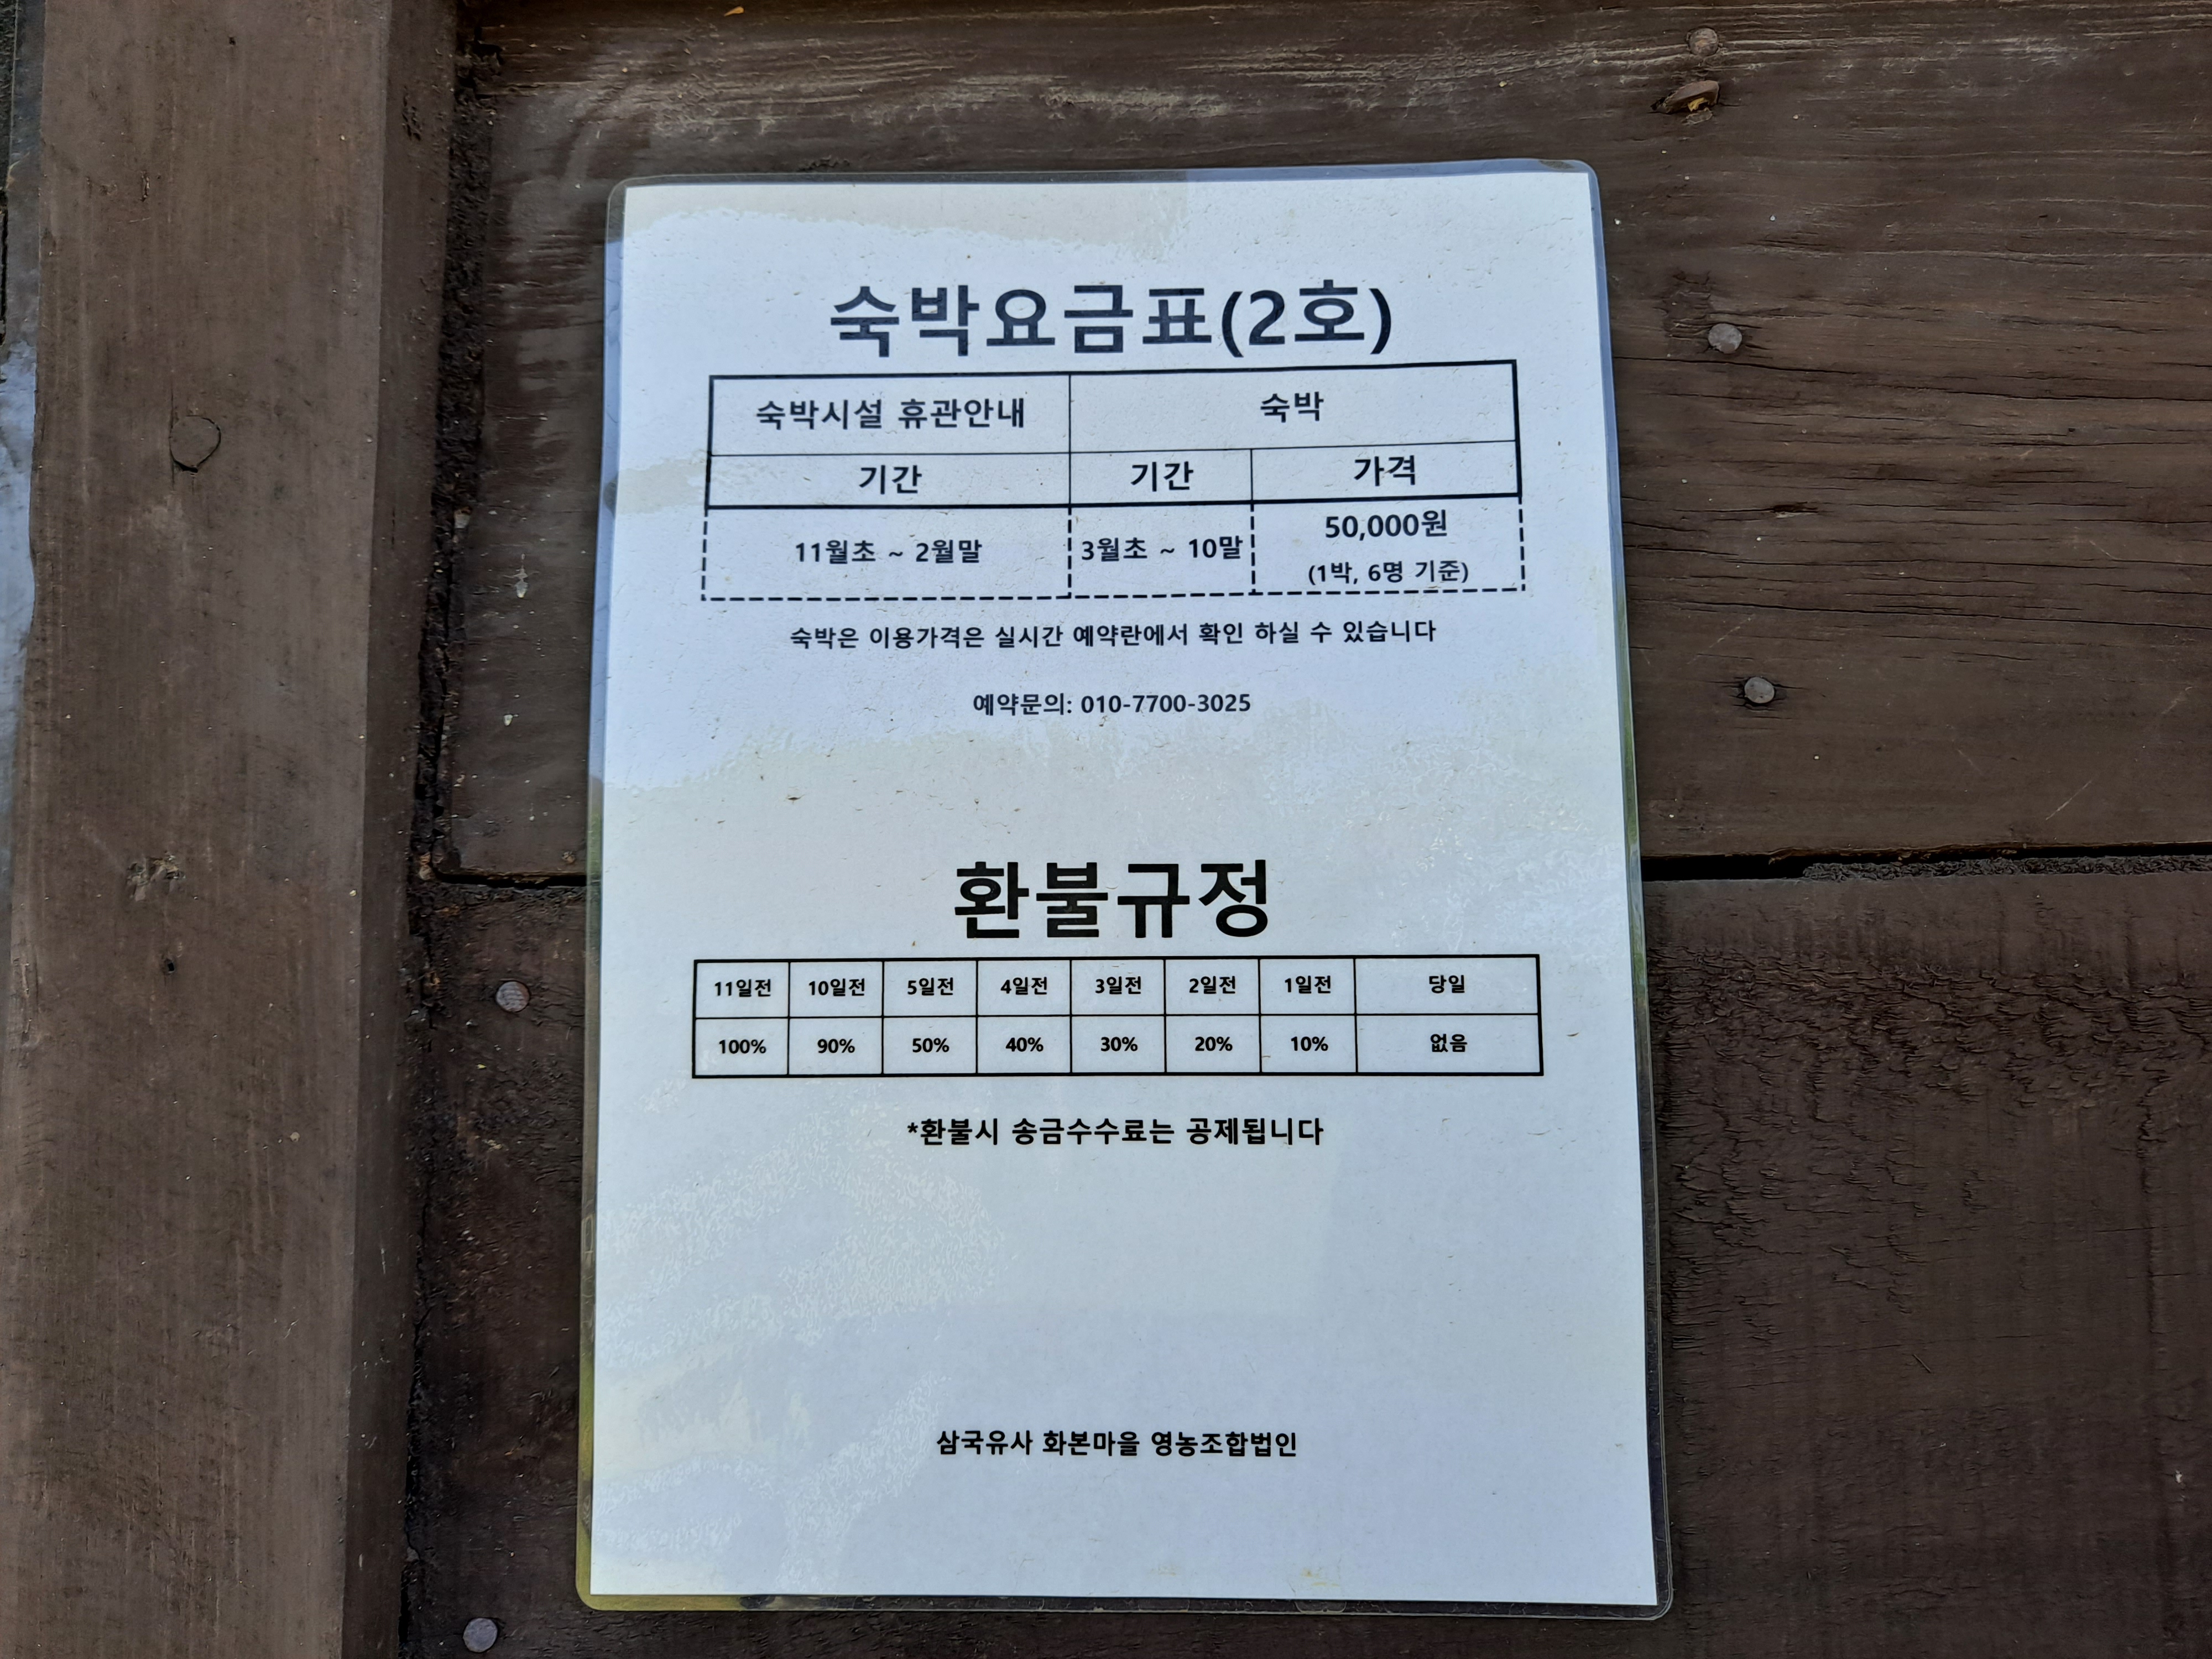 숙박요금표(2호)
숙박시설 휴관안내 숙박
기간 기간 가격
11월초 ~ 2월말 3월초 ~ 10말 50,000원
(1박, 6명 기준)
숙박은 이용가격은 실시간 예약란에서 확인 하실 수 있습니다
예약문의: 010-7700-3025
환불규정
11일전 10일전 5일전 4일전 3일전 2일전 1일전 당일
100% 90% 50% 40% 30% 20% 10% 없음
*환불시 송금수수료는 공제됩니다
삼국유사 화본마을 영농조합법인